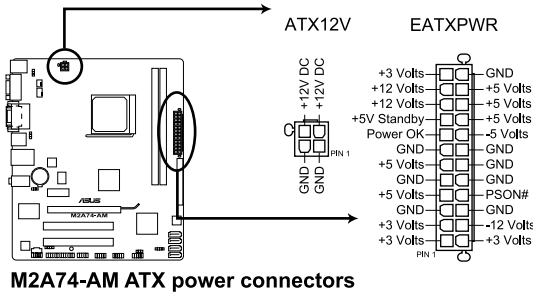 ATX12V
EATXPWR
+12V DC
+12V DC
GND
GND
PIN 1
+3 Volts GND
+12 Volts +5 Volts
+12 Volts +5 Volts
+5V Standby +5 Volts
Power OK -5 Volts
GND GND
+5 Volts GND
GND GND
+5 Volts PSON#
GND GND
+3 Volts -12 Volts
+3 Volts +3 Volts
PIN 1
ASUS
M2A74-AM
M2A74-AM ATX power connectors